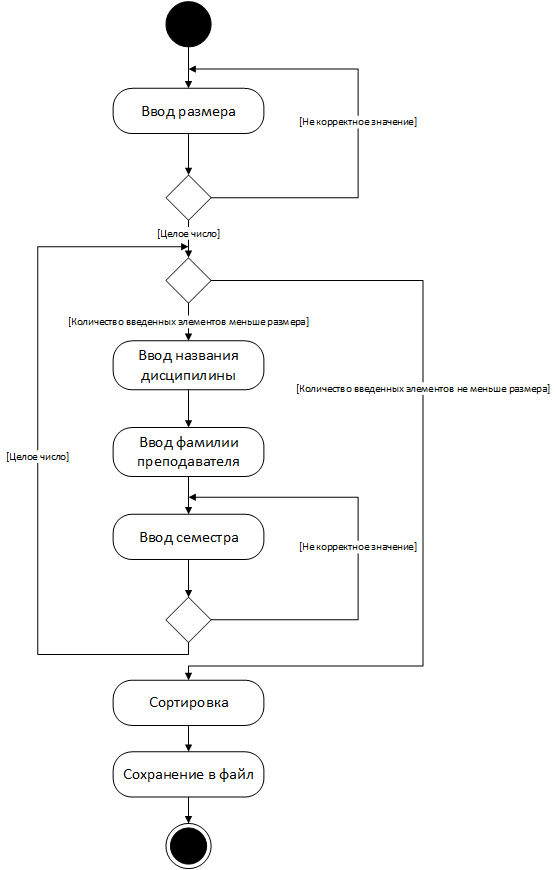 Ввод размера
[Не корректное значение]
[Целое число]
[Количество введенных элементов меньше размера]
Ввод названия
дисципилины
[Количество введенных элементов не меньше размера]
Ввод фамилии
преподавателя
[Целое число]
Ввод семестра
[Не корректное значение]
Сортировка
Сохранение в файл